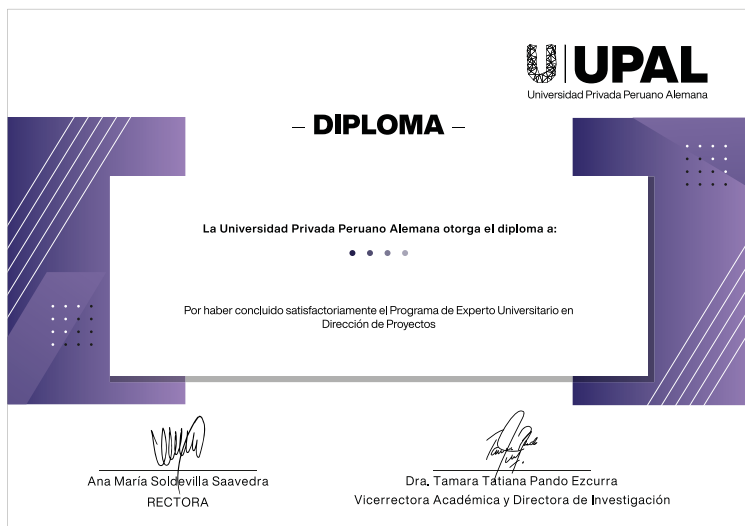 UPAL
Universidad Privada Peruano Alemana
– DIPLOMA –
La Universidad Privada Peruano Alemana otorga el diploma a:
Por haber concluido satisfactoriamente el Programa de Experto Universitario en
Dirección de Proyectos
Ana María Soldevilla Saavedra
RECTORA
Dra. Tamara Tatiana Pando Ezcurra
Vicerrectora Académica y Directora de Investigación